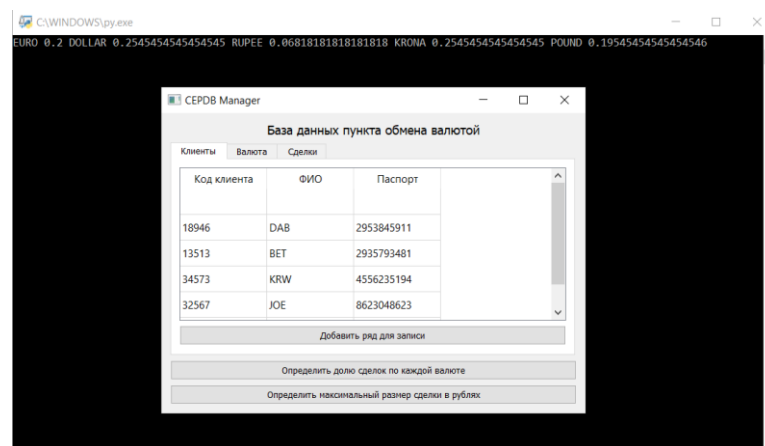 C:\WINDOWS\py.exe
EURO 0.2 DOLLAR 0.2545454545454545 RUPEE 0.06818181818181818 KRONA 0.2545454545454545 POUND 0.19545454545454546
CEPDB Manager
База данных пункта обмена валютой
Клиенты Валюта Сделки
Код клиента ФИО Паспорт
18946 DAB 2953845911
13513 BET 2935793481
34573 KRW 4556235194
32567 JOE 8623048623
Добавить ряд для записи
Определить долю сделок по каждой валюте
Определить максимальный размер сделки в рублях